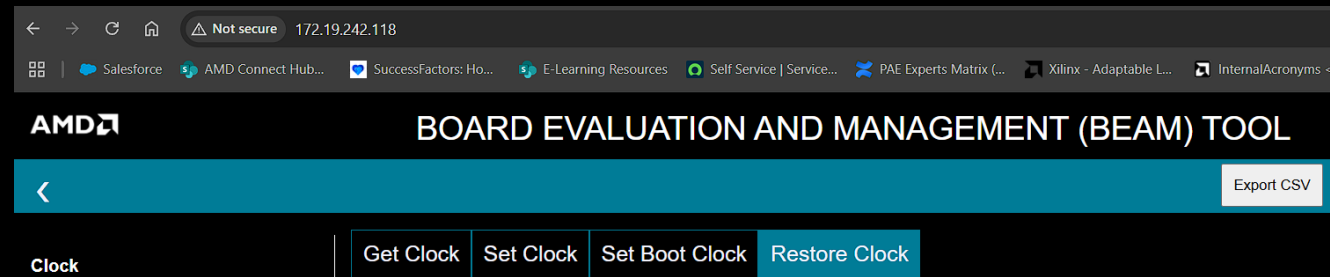 Not secure 172.19.242.118
Salesforce AMD Connect Hub... SuccessFactors: Ho... E-Learning Resources Self Service | Service... PAE Experts Matrix (... Xilinx - Adaptable L... InternalAcronyms <
AMD BOARD EVALUATION AND MANAGEMENT (BEAM) TOOL
Export CSV
Clock Get Clock Set Clock Set Boot Clock Restore Clock